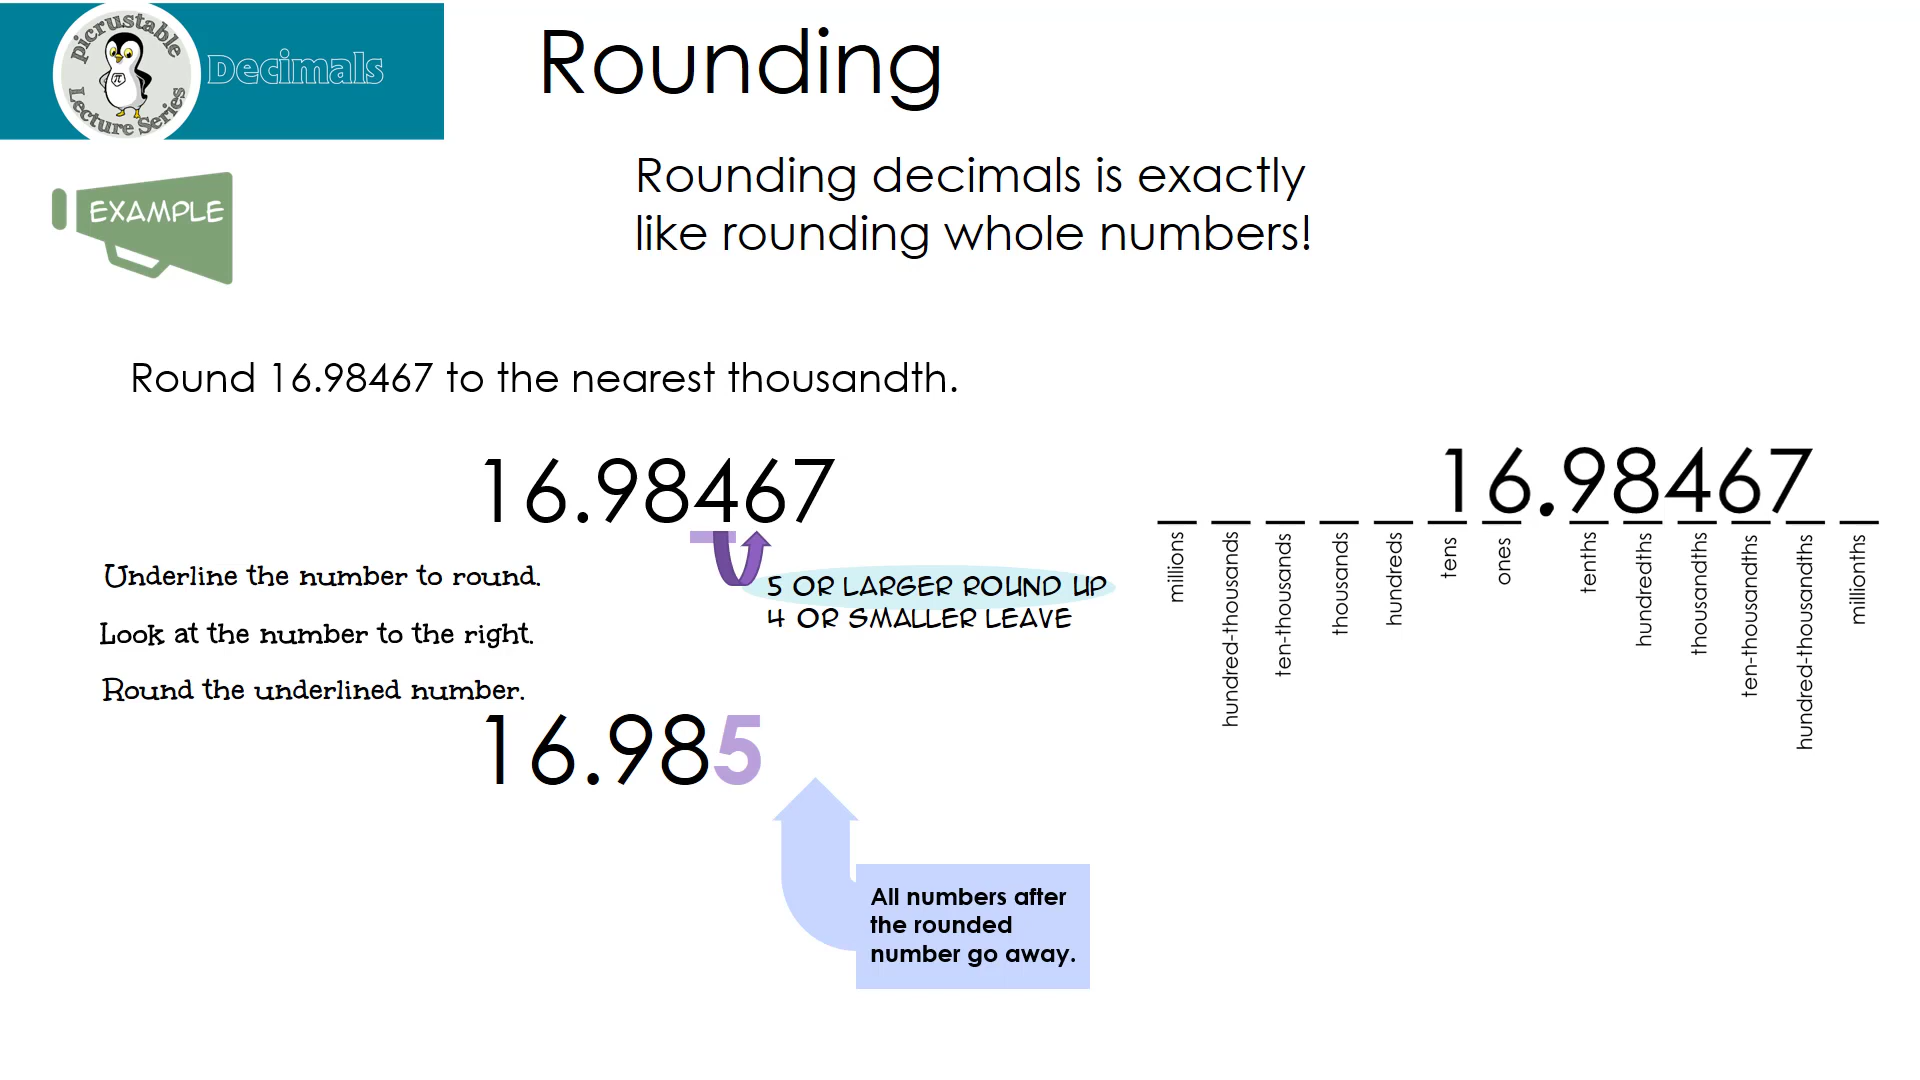 picrustable
Lecture Series
π
Decimals
Rounding
EXAMPLE
Rounding decimals is exactly
like rounding whole numbers!
Round 16.98467 to the nearest thousandth.
16.98467
Underline the number to round.
Look at the number to the right.
Round the underlined number.
5 OR LARGER ROUND UP
4 OR SMALLER LEAVE
16.985
All numbers after
the rounded
number go away.
16.98467
millions
hundred-thousands
ten-thousands
thousands
hundreds
tens
ones
tenths
hundredths
thousandths
ten-thousandths
hundred-thousandths
millionths